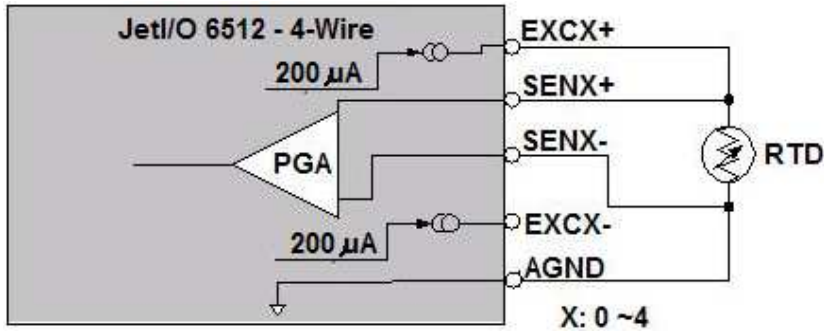 JetI/O 6512 - 4-Wire
EXCX+
200 µA
SENX+
SENX-
PGA
RTD
EXCX-
200 µA
AGND
X: 0 ~4